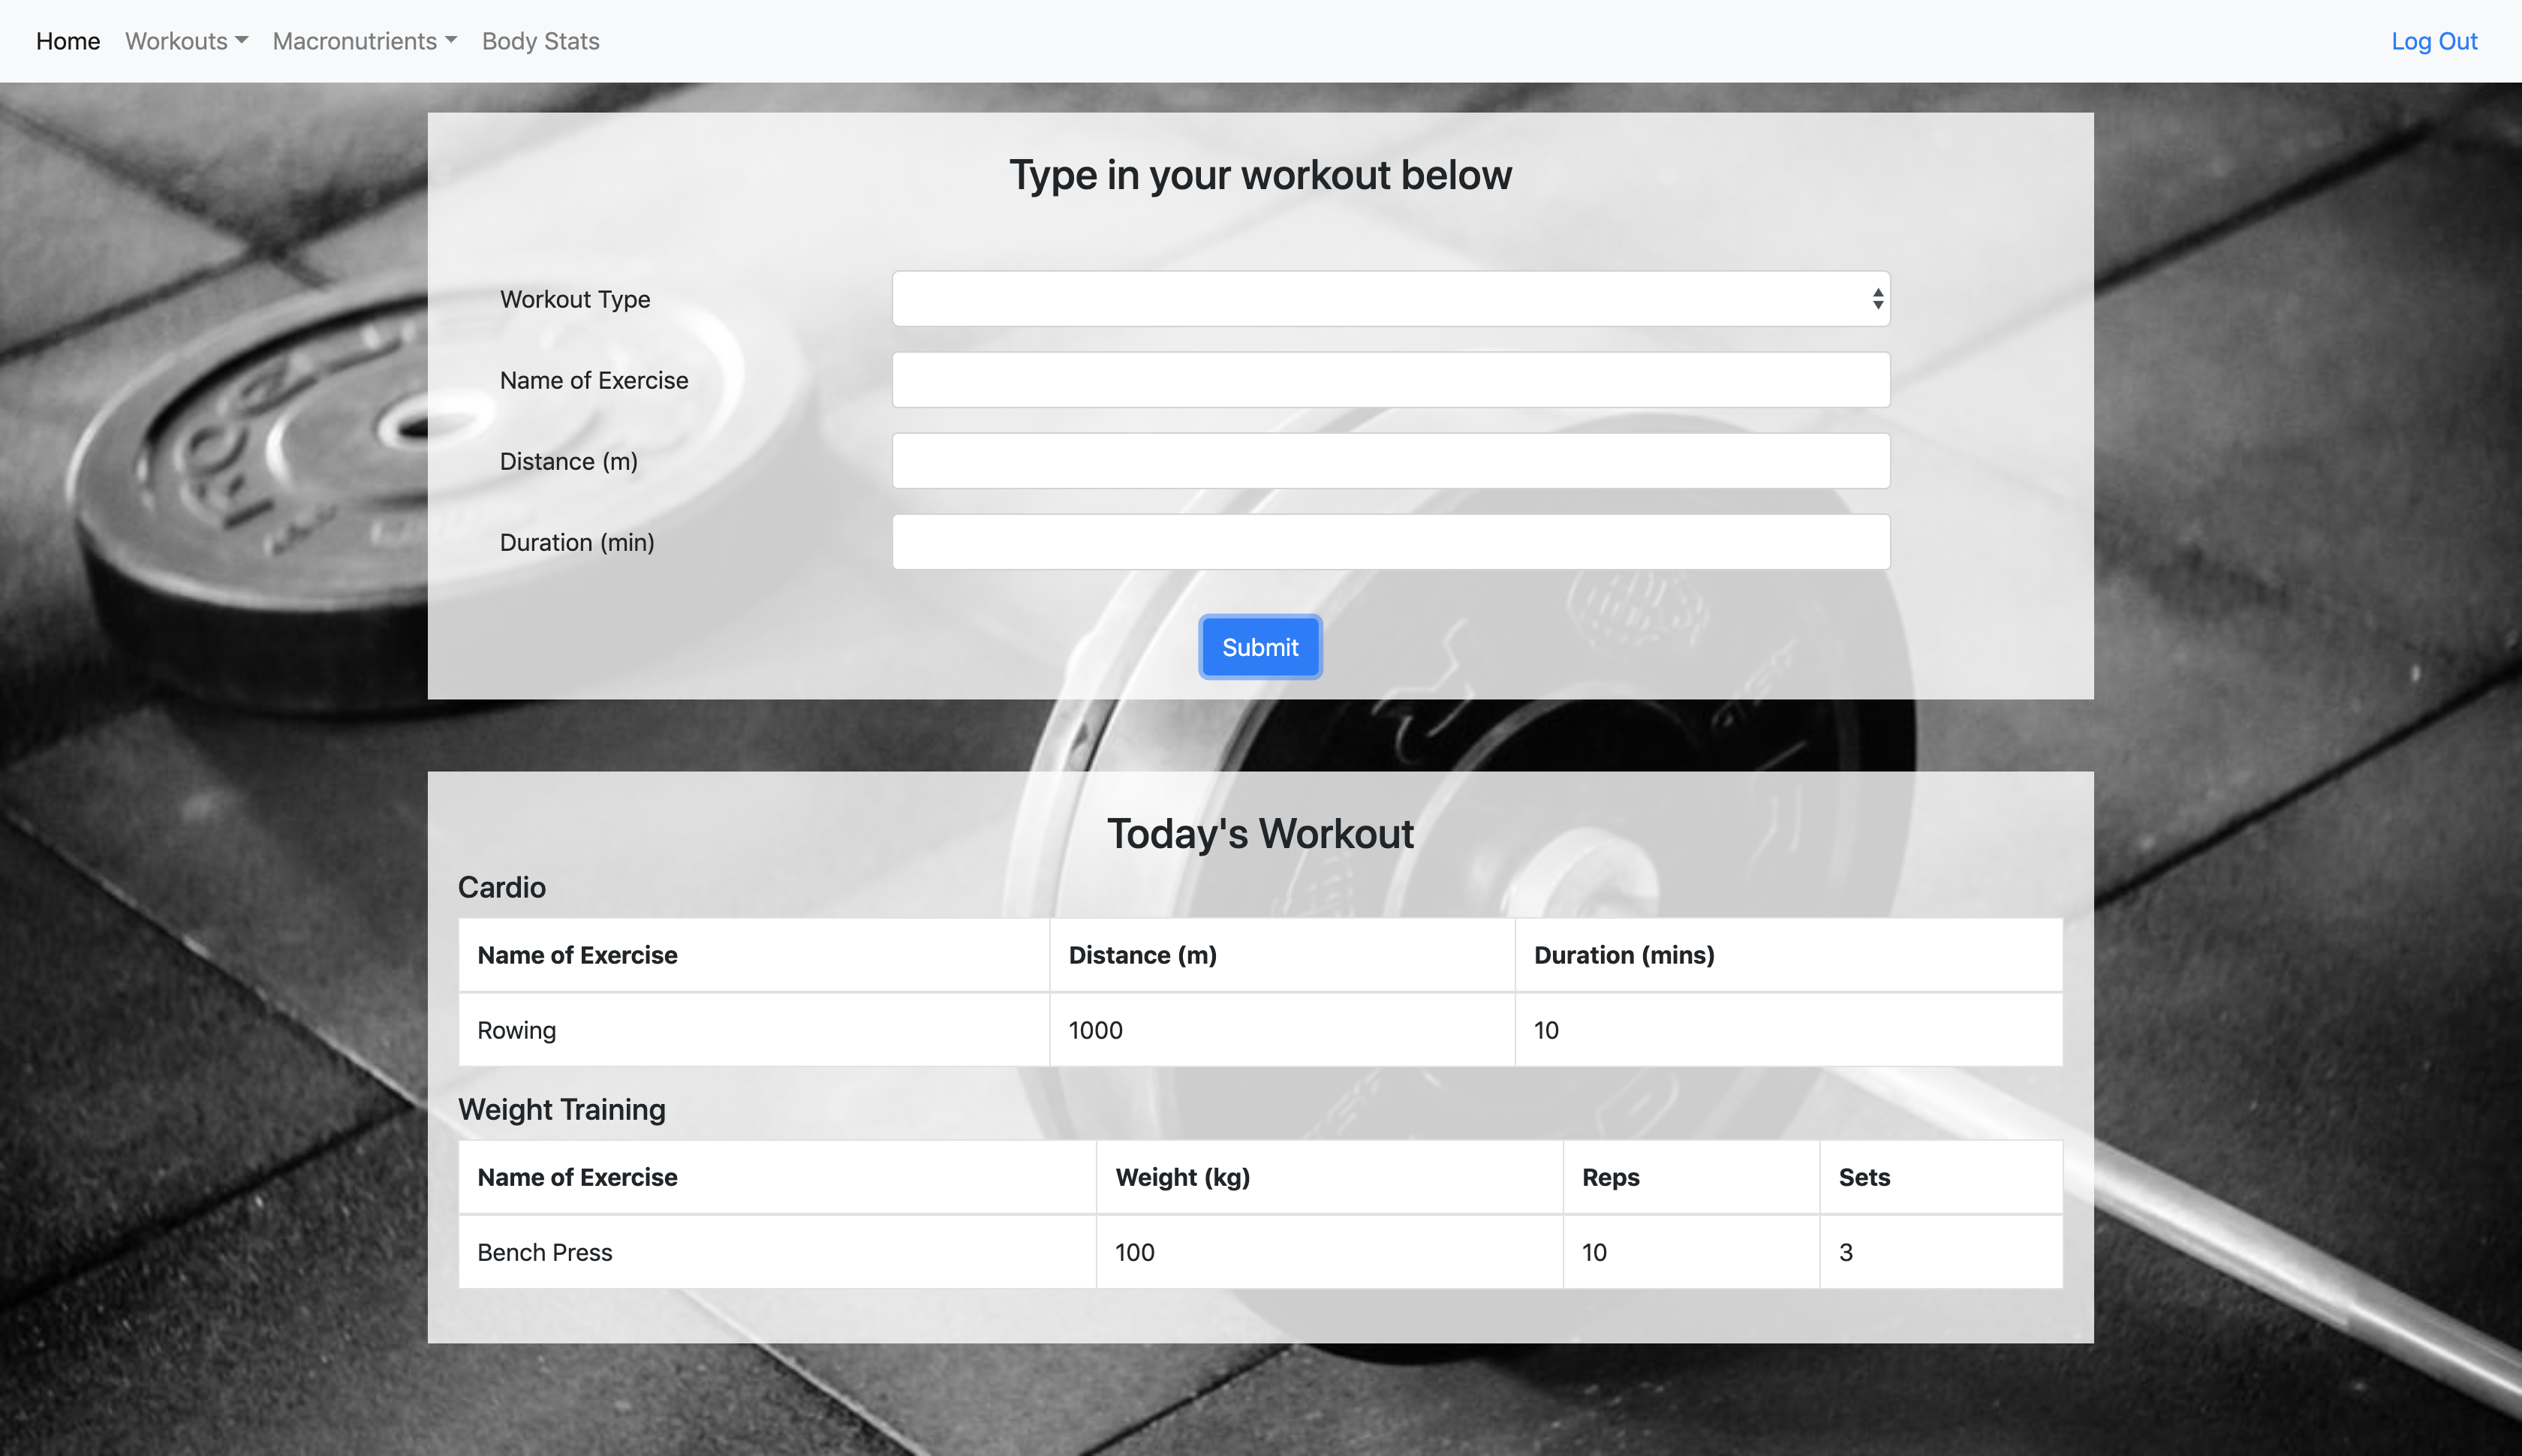 Home Workouts Macronutrients Body Stats Log Out
Type in your workout below
Workout Type
Name of Exercise
Distance (m)
Duration (min)
Submit
Today's Workout
Cardio
Name of Exercise Distance (m) Duration (mins)
Rowing 1000 10
Weight Training
Name of Exercise Weight (kg) Reps Sets
Bench Press 100 10 3